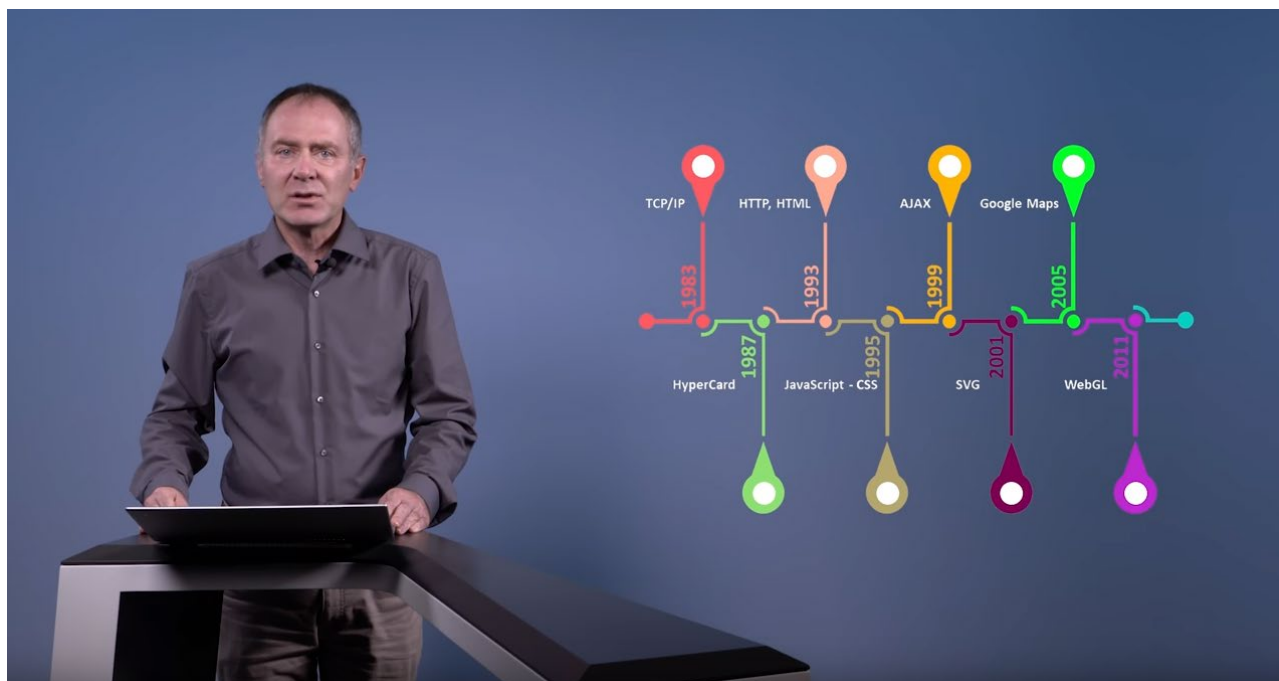 TCP/IP
HTTP, HTML
AJAX
Google Maps
1983
1993
1999
2005
1987
1995
2001
2011
HyperCard
JavaScript - CSS
SVG
WebGL